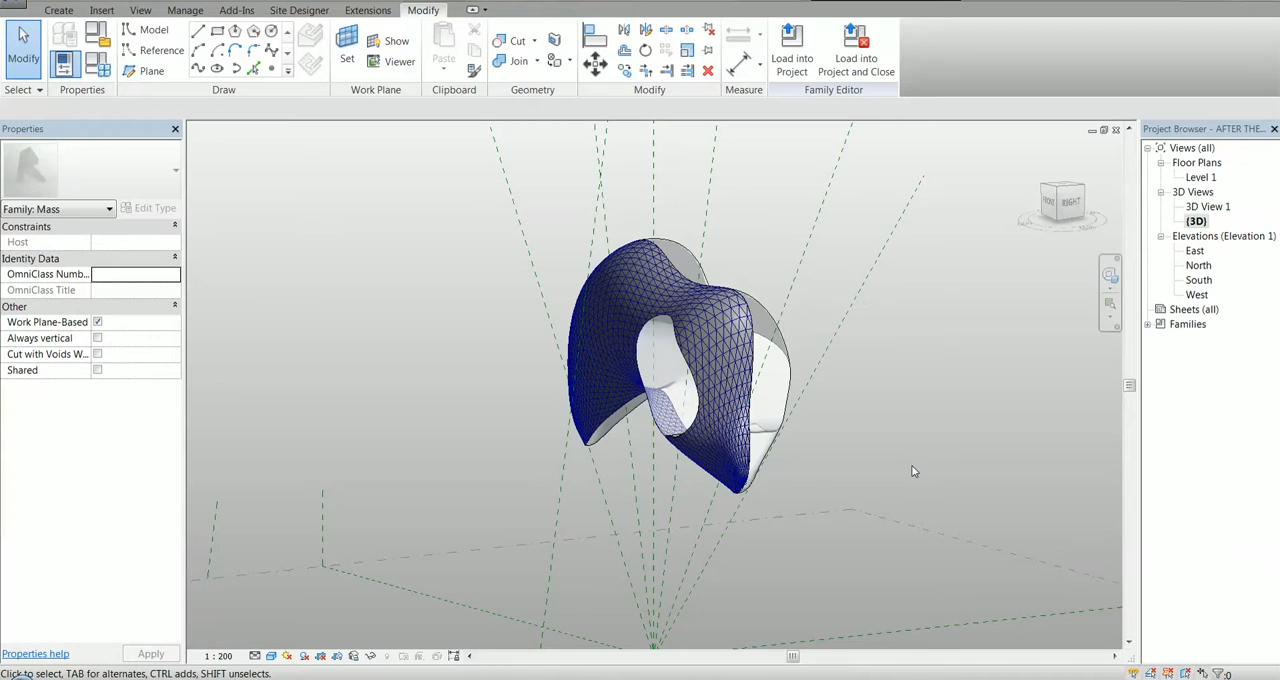 Create Insert View Manage Add-Ins Site Designer Extensions Modify
Modify
Select
Properties
Model
Reference
Plane
Draw
Set
Show
Viewer
Work Plane
Paste
Clipboard
Cut
Join
Geometry
Modify
Measure
Load into
Project
Load into
Project and Close
Family Editor
Properties
Family: Mass
Edit Type
Constraints
Host
Identity Data
OmniClass Numb...
OmniClass Title
Other
Work Plane-Based
Always vertical
Cut with Voids W...
Shared
Properties help
Apply
FRONT RIGHT
Project Browser - AFTER THE...
Views (all)
Floor Plans
Level 1
3D Views
3D View 1
{3D}
Elevations (Elevation 1)
East
North
South
West
Sheets (all)
Families
1 : 200
Click to select, TAB for alternates, CTRL adds, SHIFT unselects.
:0